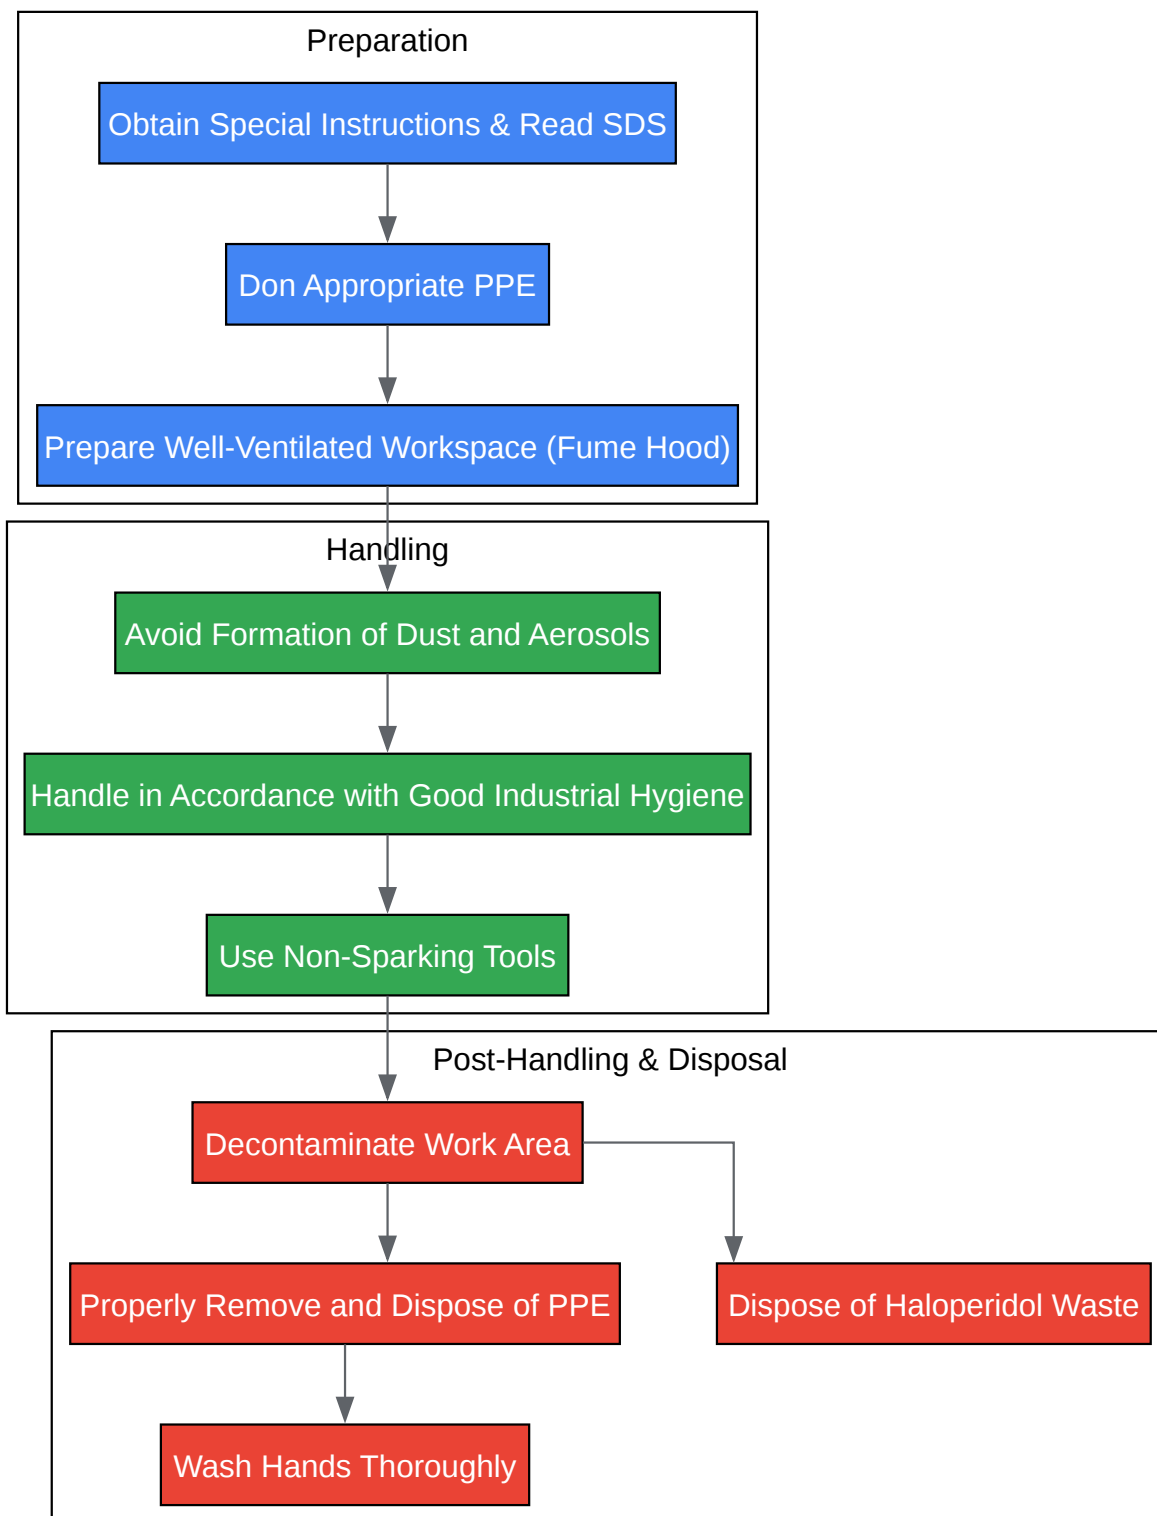 Preparation
Obtain Special Instructions & Read SDS
Don Appropriate PPE
Prepare Well-Ventilated Workspace (Fume Hood)
Handling
Avoid Formation of Dust and Aerosols
Handle in Accordance with Good Industrial Hygiene
Use Non-Sparking Tools
Post-Handling & Disposal
Decontaminate Work Area
Properly Remove and Dispose of PPE
Dispose of Haloperidol Waste
Wash Hands Thoroughly